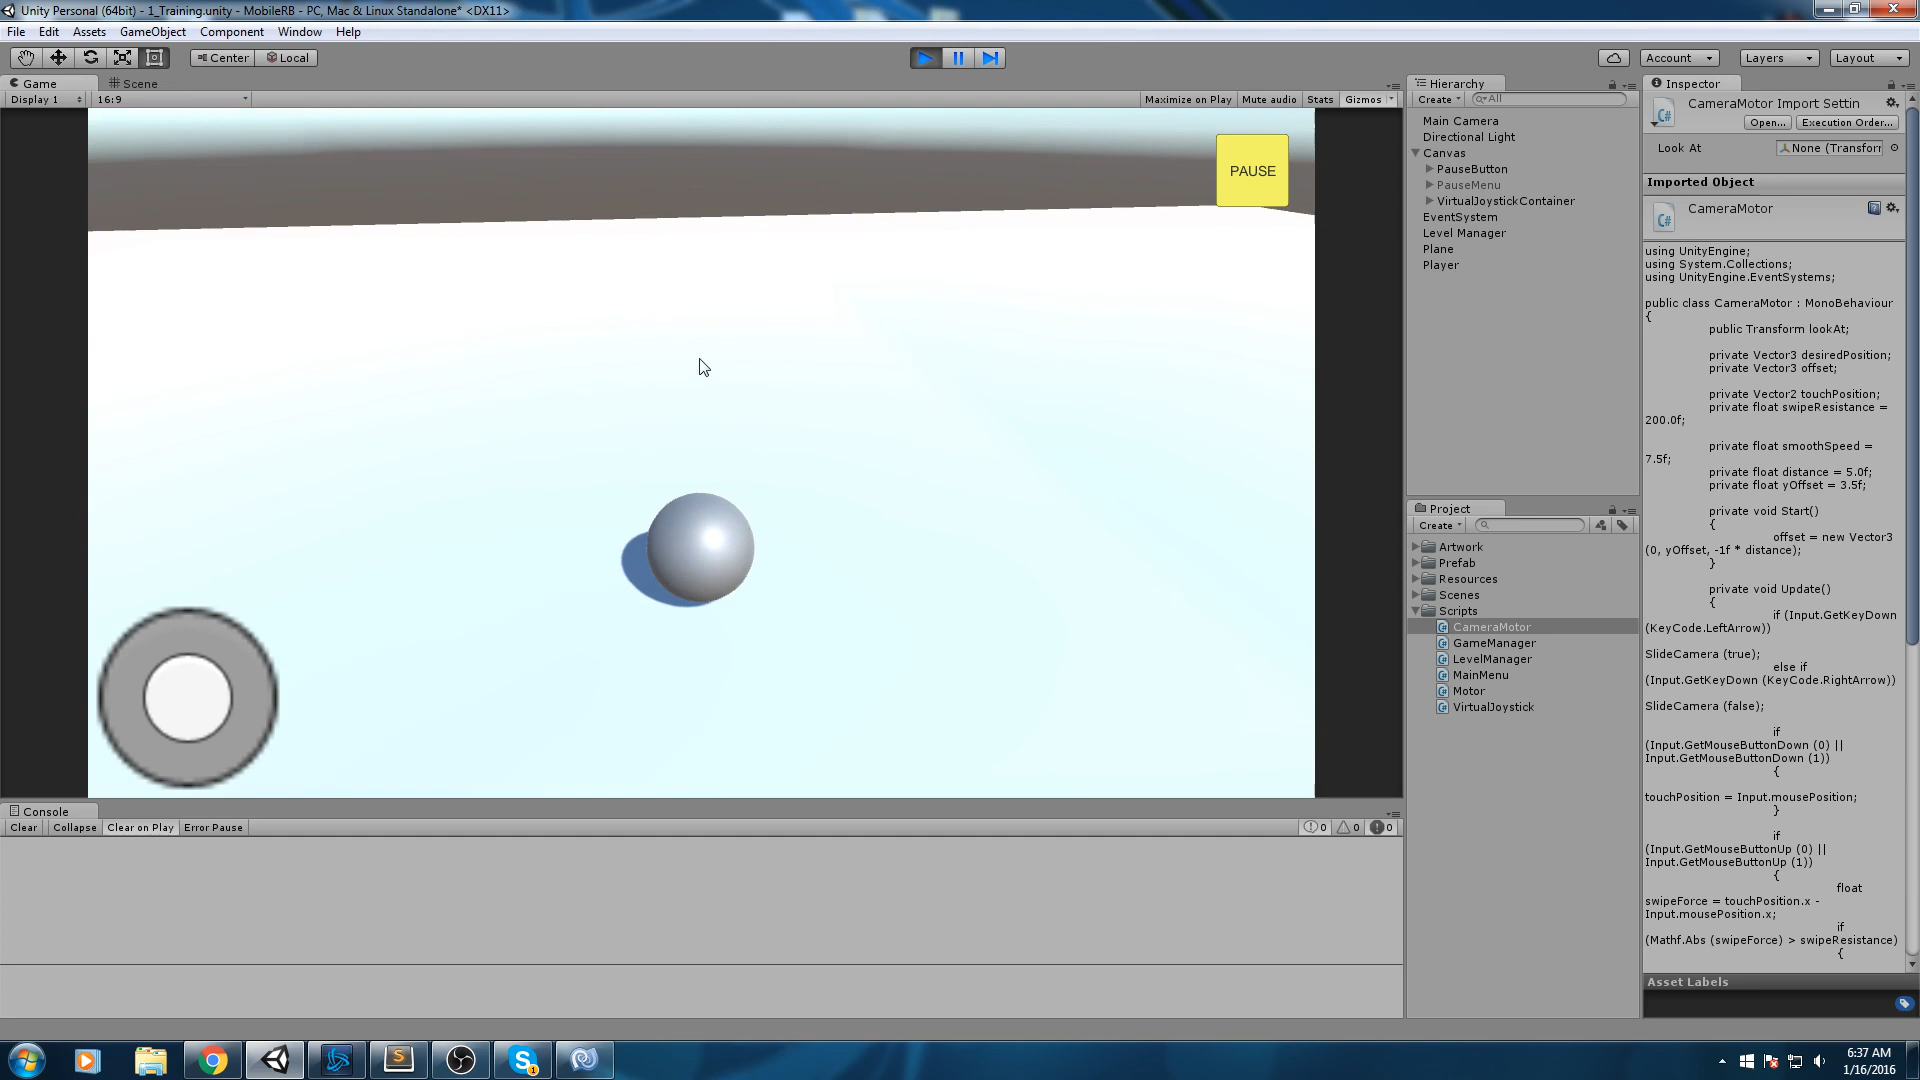 Unity Personal (64bit) - 1_Training.unity - MobileRB - PC, Mac & Linux Standalone* <DX11>
File Edit Assets GameObject Component Window Help
Center Local Account Layers Layout
Game Scene
Display 1 16:9 Maximize on Play Mute audio Stats Gizmos
PAUSE
Console
Clear Collapse Clear on Play Error Pause 0 0 0
Hierarchy
Create All
Main Camera
Directional Light
Canvas
PauseButton
PauseMenu
VirtualJoystickContainer
EventSystem
Level Manager
Plane
Player
Project
Create
Artwork
Prefab
Resources
Scenes
Scripts
CameraMotor
GameManager
LevelManager
MainMenu
Motor
VirtualJoystick
Inspector
CameraMotor Import Settin
Open... Execution Order...
Look At None (Transforr
Imported Object
CameraMotor
using UnityEngine;
using System.Collections;
using UnityEngine.EventSystems;
public class CameraMotor : MonoBehaviour
{
public Transform lookAt;
private Vector3 desiredPosition;
private Vector3 offset;
private Vector2 touchPosition;
private float swipeResistance =
200.0f;
private float smoothSpeed =
7.5f;
private float distance = 5.0f;
private float yOffset = 3.5f;
private void Start()
{
offset = new Vector3
(0, yOffset, -1f * distance);
}
private void Update()
{
if (Input.GetKeyDown
(KeyCode.LeftArrow))
SlideCamera (true);
else if
(Input.GetKeyDown (KeyCode.RightArrow))
SlideCamera (false);
if
(Input.GetMouseButtonDown (0) ||
Input.GetMouseButtonDown (1))
{
touchPosition = Input.mousePosition;
}
if
(Input.GetMouseButtonUp (0) ||
Input.GetMouseButtonUp (1))
{
float
swipeForce = touchPosition.x -
Input.mousePosition.x;
if
(Mathf.Abs (swipeForce) > swipeResistance)
{
Asset Labels
6:37 AM
1/16/2016